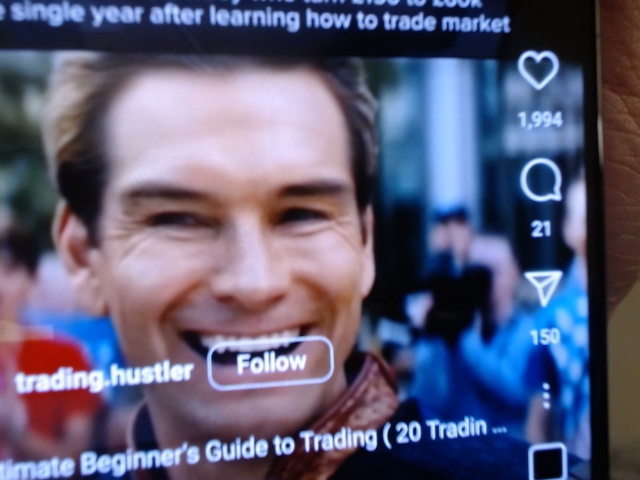 single year after learning how to trade market
1,994
21
150
trading.hustler Follow
Beginner's Guide to Trading ( 20 Tradin ...